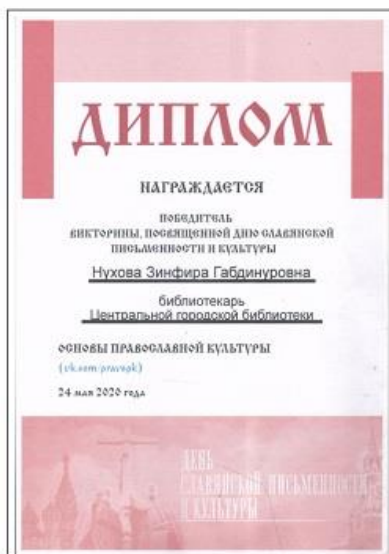 ДИПЛОМ
НАГРАЖДАЕТСЯ
ПОБЕДИТЕЛЬ
ВИКТОРИНЫ, ПОСВЯЩЕННОЙ ДНЮ СЛАВЯНСКОЙ
ПИСЬМЕННОСТИ И КУЛЬТУРЫ
Нухова Зинфира Габдинуровна
библиотекарь
Центральной городской библиотеки
ОСНОВЫ ПРАВОСЛАВНОЙ КУЛЬТУРЫ
(vk.com/pravopk)
24 мая 2020 года
ДЕНЬ
СЛАВЯНСКОЙ ПИСЬМЕННОСТИ
И КУЛЬТУРЫ